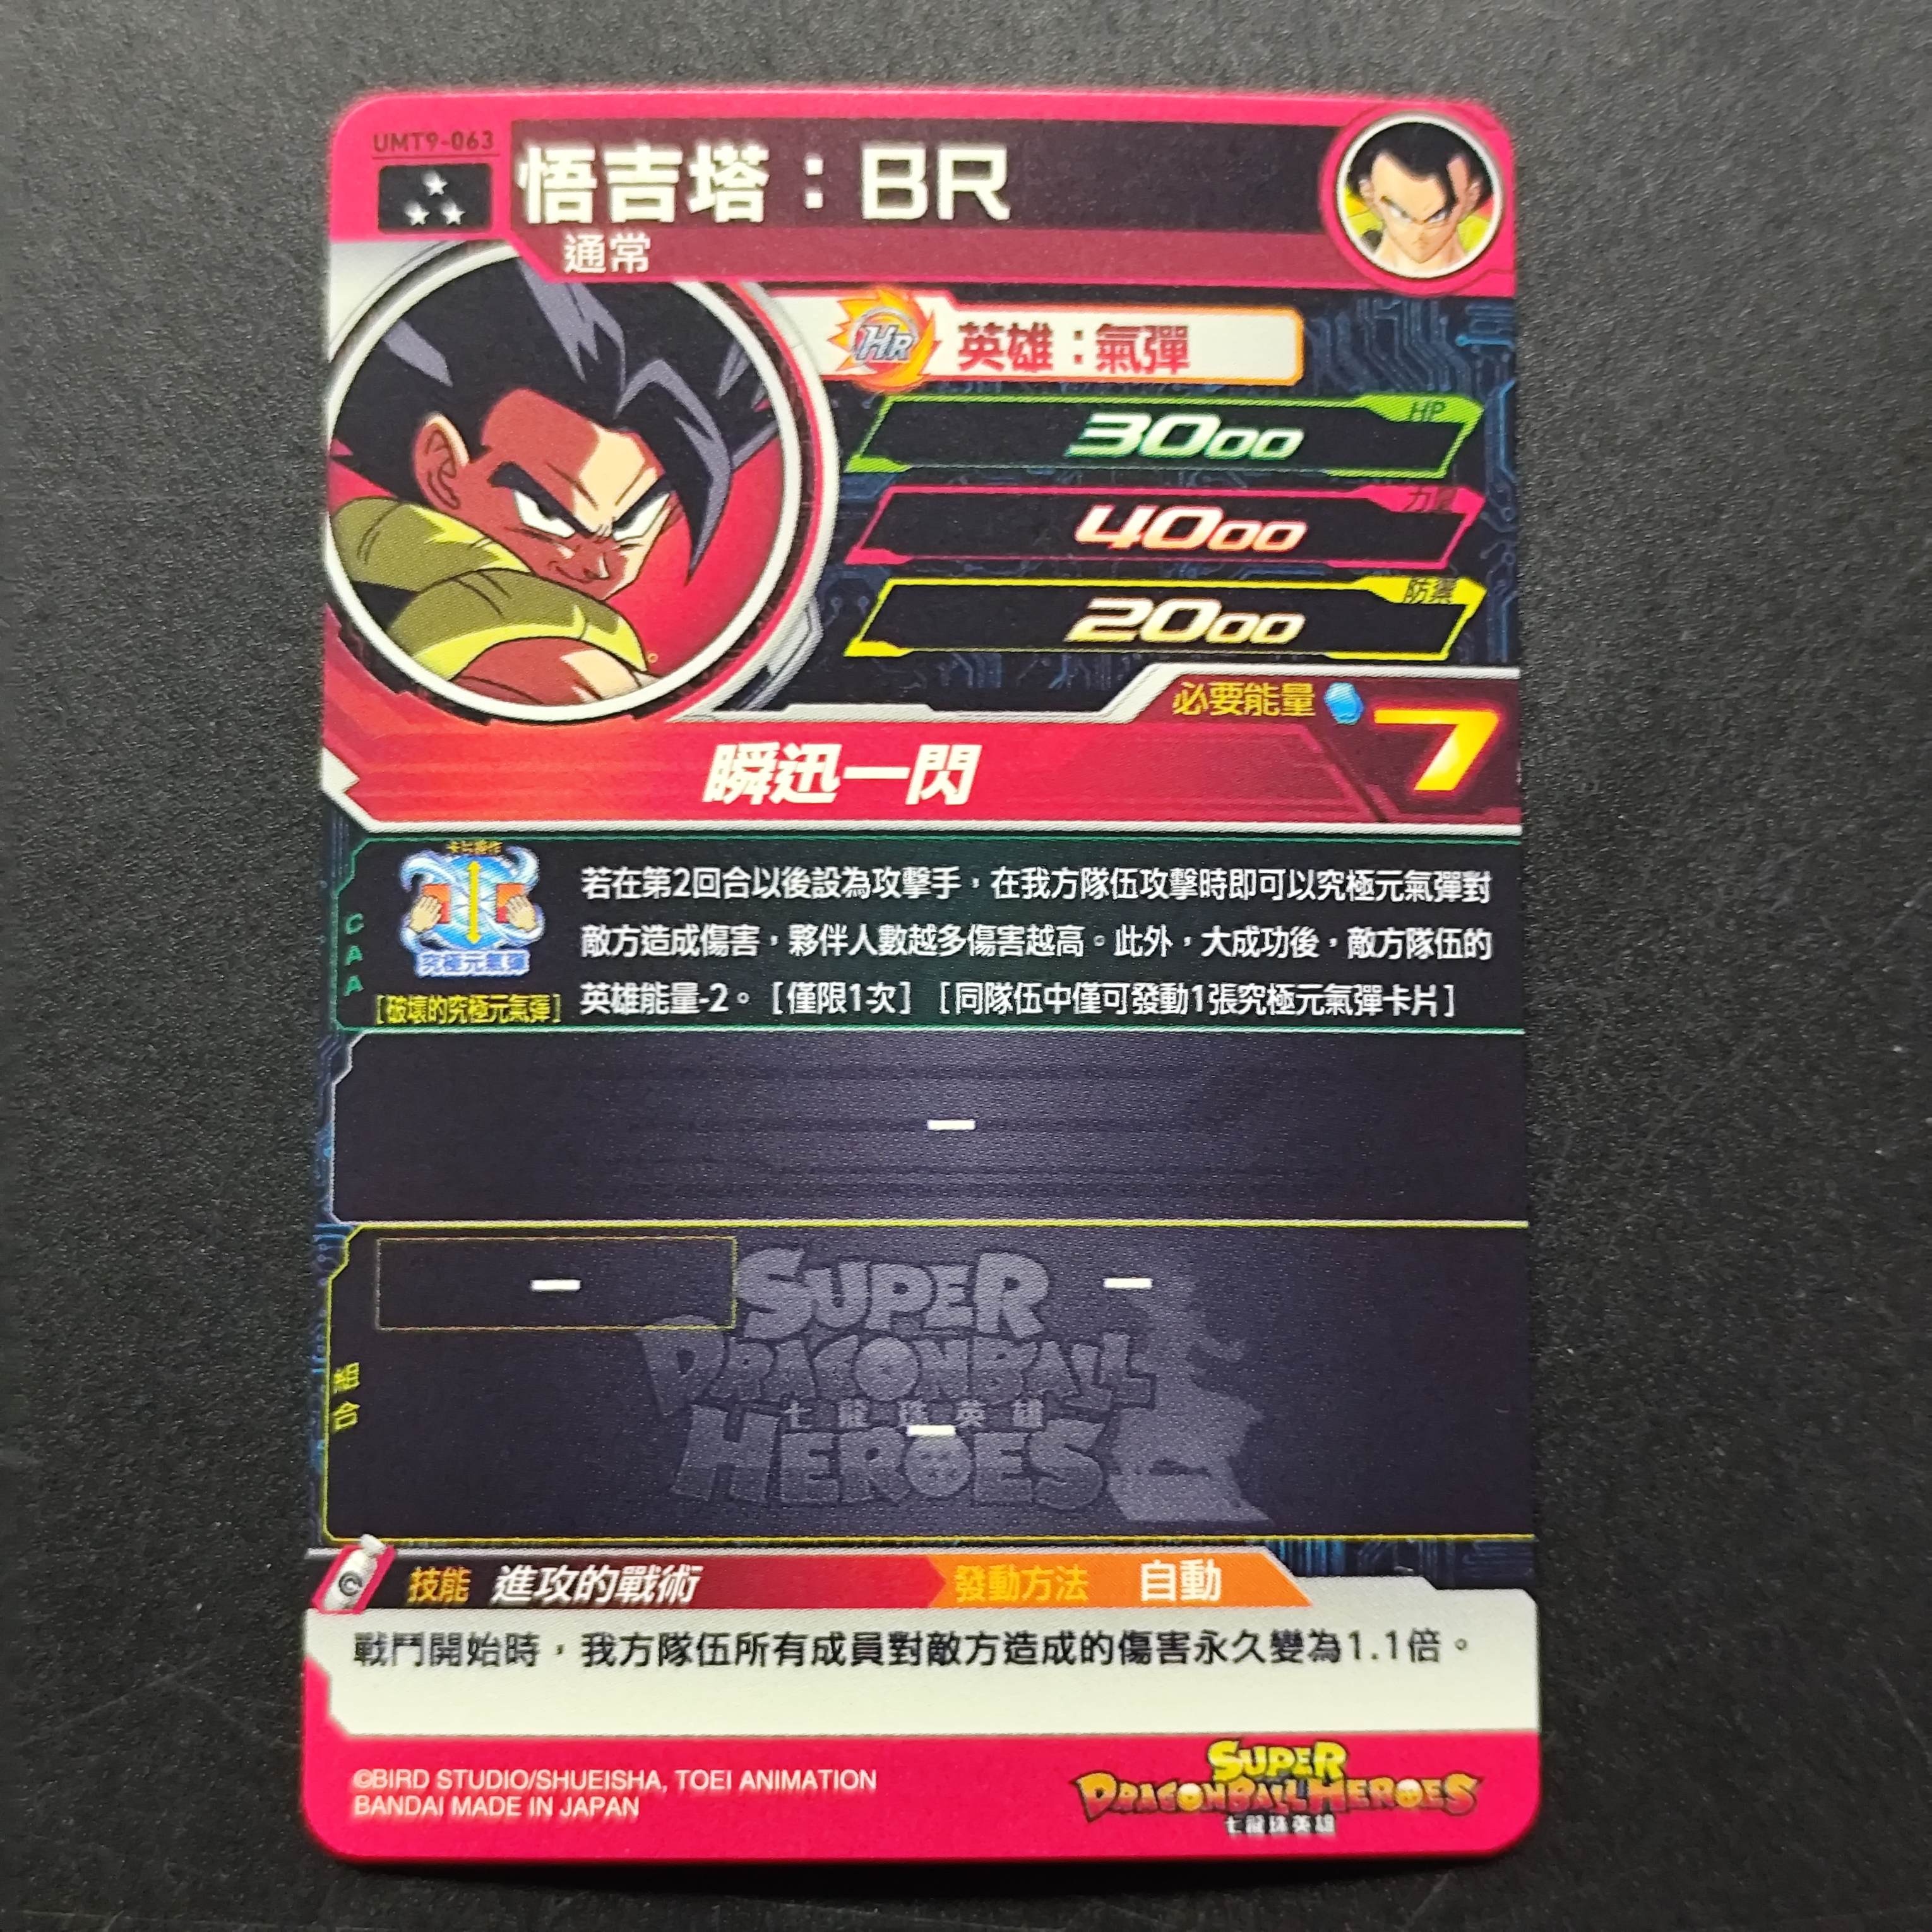 UMT9-063
悟吉塔：BR
通常
HR
英雄：氣彈
HP
3000
力量
4000
防禦
2000
必要能量
7
瞬迅一閃
CAA
卡片操作
究極元氣彈
[破壞的究極元氣彈]
若在第2回合以後設為攻擊手，在我方隊伍攻擊時即可以究極元氣彈對
敵方造成傷害，夥伴人數越多傷害越高。此外，大成功後，敵方隊伍的
英雄能量-2。［僅限1次］［同隊伍中僅可發動1張究極元氣彈卡片］
—
組合
—
—
—
SUPER
DRAGONBALL
七龍珠英雄
HEROES
技能 進攻的戰術 發動方法 自動
戰鬥開始時，我方隊伍所有成員對敵方造成的傷害永久變為1.1倍。
©BIRD STUDIO/SHUEISHA, TOEI ANIMATION
BANDAI MADE IN JAPAN
SUPER
DRAGONBALL HEROES
七龍珠英雄